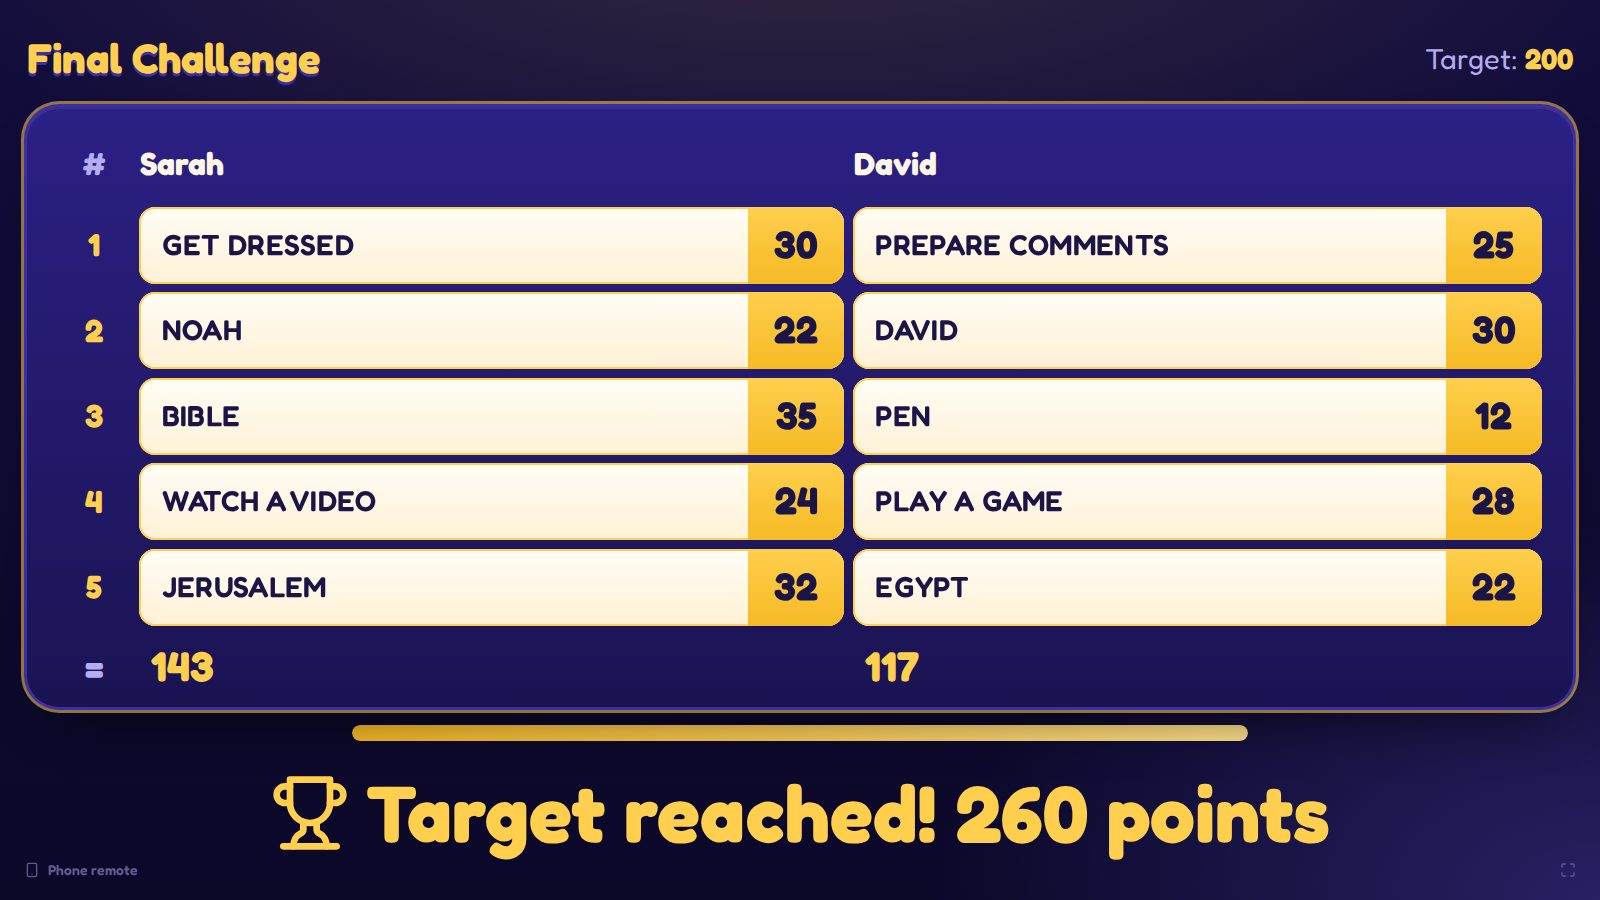 Final Challenge
Target: 200
# Sarah David
1 GET DRESSED 30 PREPARE COMMENTS 25
2 NOAH 22 DAVID 30
3 BIBLE 35 PEN 12
4 WATCH A VIDEO 24 PLAY A GAME 28
5 JERUSALEM 32 EGYPT 22
= 143 117
Target reached! 260 points
Phone remote